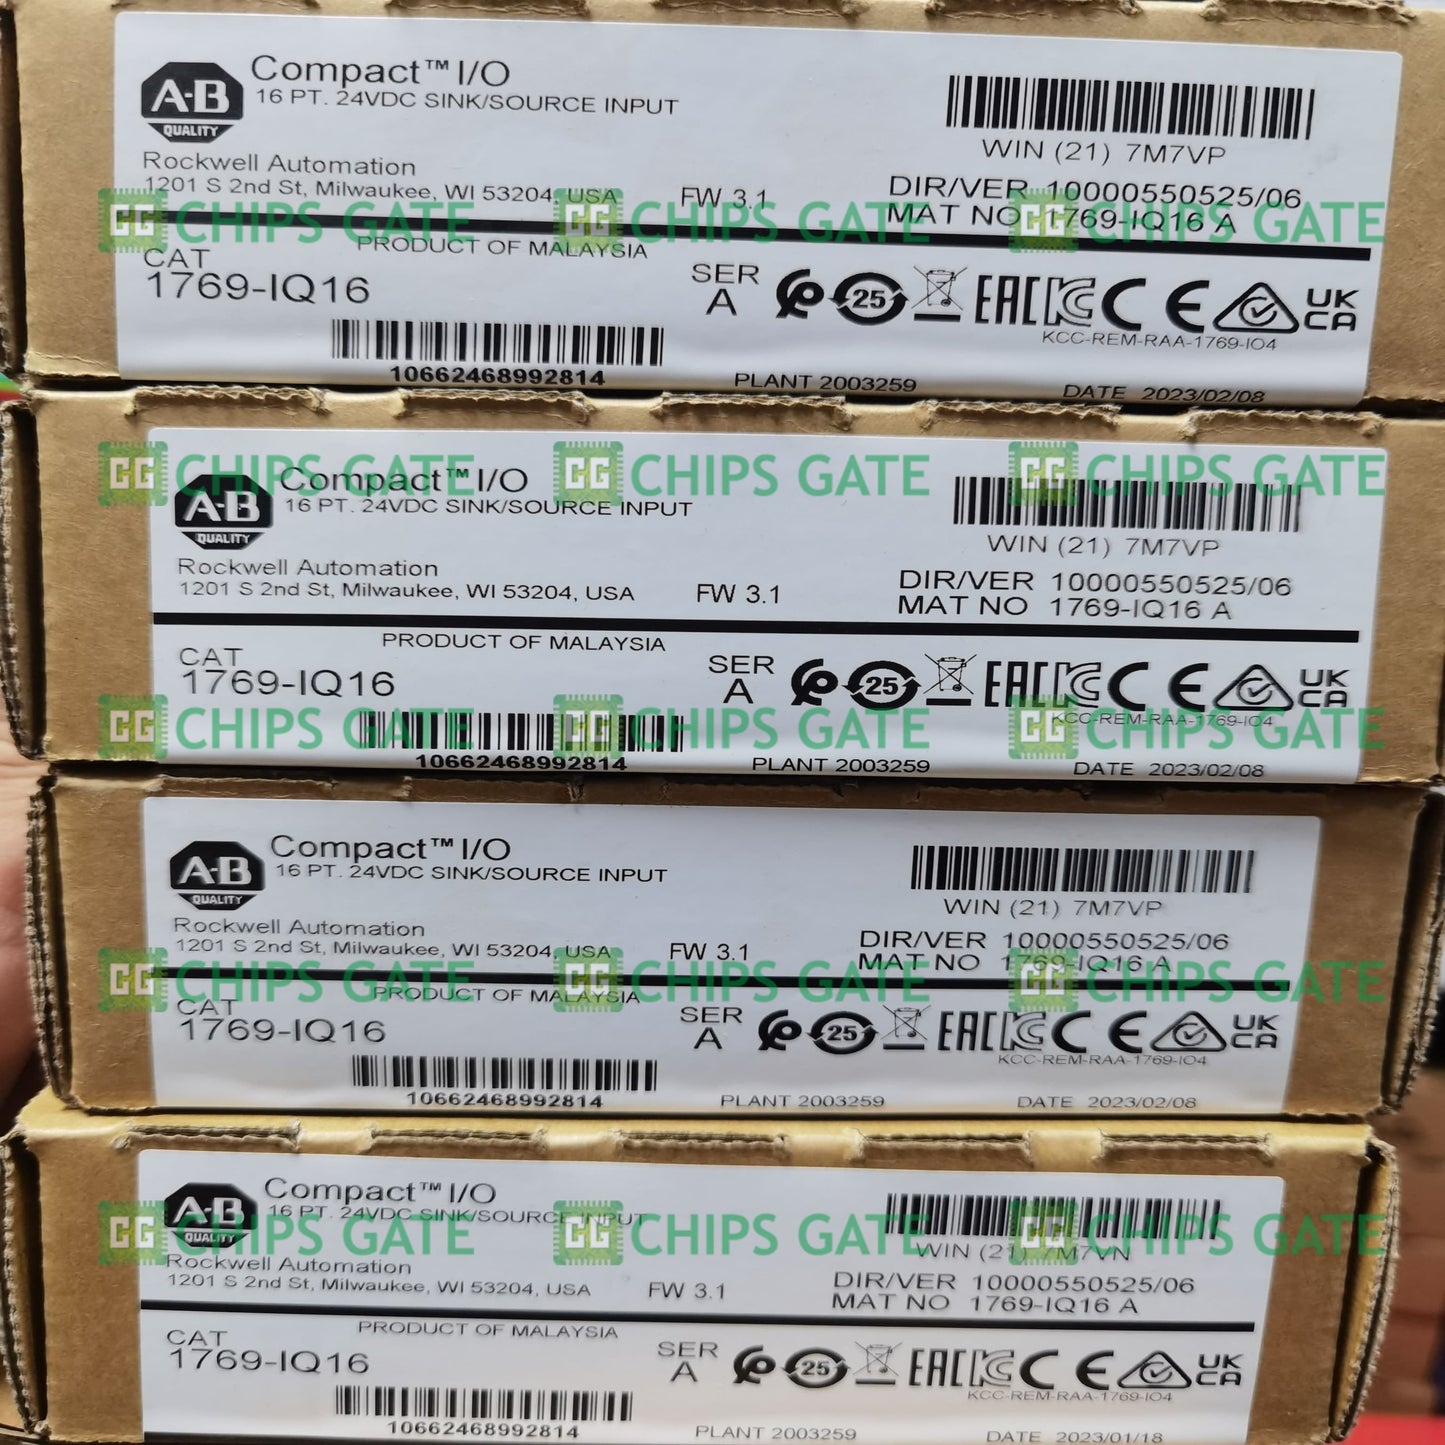 A-B
QUALITY
Compact™ I/O
16 PT. 24VDC SINK/SOURCE INPUT
WIN (21) 7M7VP
Rockwell Automation
1201 S 2nd St, Milwaukee, WI 53204, USA
FW 3.1
DIR/VER 10000550525/06
MAT NO 1769-IQ16 A
CG CHIPS GATE CG CHIPS GATE CG CHIPS GATE
PRODUCT OF MALAYSIA
CAT
1769-IQ16
SER
A
25
EAC
CE
UK
CA
KCC-REM-RAA-1769-IO4
10662468992814
PLANT 2003259
DATE 2023/02/08
CG CHIPS GATE CG CHIPS GATE CG CHIPS GATE
A-B
QUALITY
Compact™ I/O
16 PT. 24VDC SINK/SOURCE INPUT
WIN (21) 7M7VP
Rockwell Automation
1201 S 2nd St, Milwaukee, WI 53204, USA
FW 3.1
DIR/VER 10000550525/06
MAT NO 1769-IQ16 A
PRODUCT OF MALAYSIA
CAT
1769-IQ16
SER
A
25
EAC
CE
UK
CA
KCC-REM-RAA-1769-IO4
CG CHIPS GATE CG CHIPS GATE CG CHIPS GATE
10662468992814
PLANT 2003259
DATE 2023/02/08
A-B
QUALITY
Compact™ I/O
16 PT. 24VDC SINK/SOURCE INPUT
WIN (21) 7M7VP
Rockwell Automation
1201 S 2nd St, Milwaukee, WI 53204, USA
FW 3.1
DIR/VER 10000550525/06
MAT NO 1769-IQ16 A
CG CHIPS GATE CG CHIPS GATE CG CHIPS GATE
PRODUCT OF MALAYSIA
CAT
1769-IQ16
SER
A
25
EAC
CE
UK
CA
KCC-REM-RAA-1769-IO4
10662468992814
PLANT 2003259
DATE 2023/02/08
A-B
QUALITY
Compact™ I/O
16 PT. 24VDC SINK/SOURCE INPUT
CG CHIPS GATE CG CHIPS GATE CG CHIPS GATE
WIN (21) 7M7VN
Rockwell Automation
1201 S 2nd St, Milwaukee, WI 53204, USA
FW 3.1
DIR/VER 10000550525/06
MAT NO 1769-IQ16 A
PRODUCT OF MALAYSIA
CAT
1769-IQ16
SER
A
25
EAC
CE
UK
CA
KCC-REM-RAA-1769-IO4
10662468992814
PLANT 2003259
DATE 2023/01/18